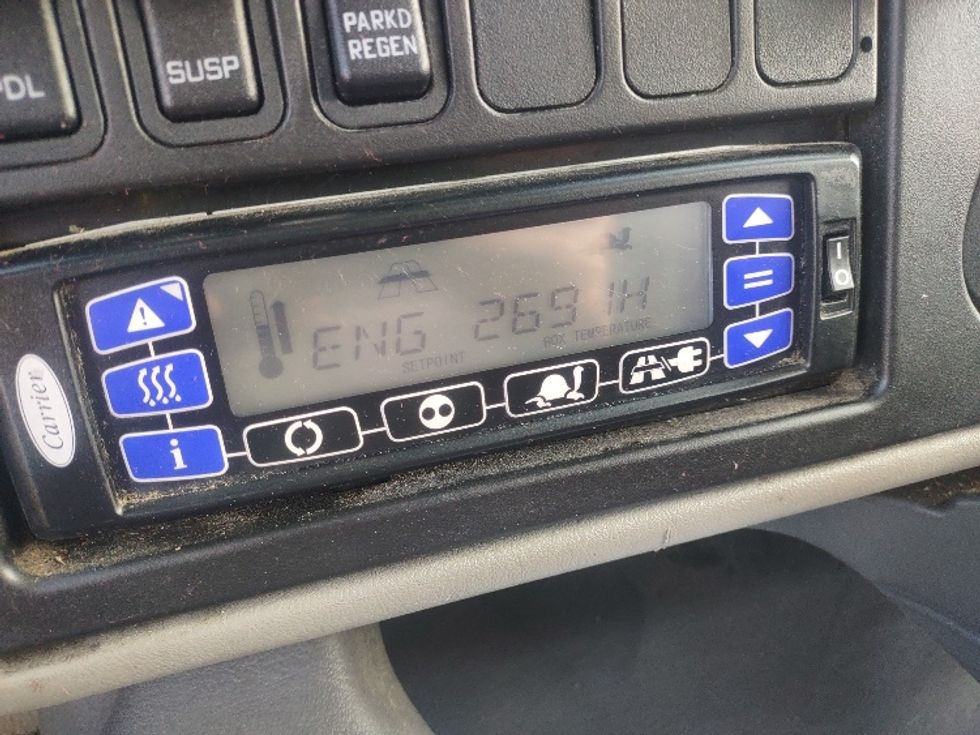 PDL
SUSP
PARKD
REGEN
ENG 2691H
SETPOINT
BOX TEMPERATURE
Carrier
i
I
O